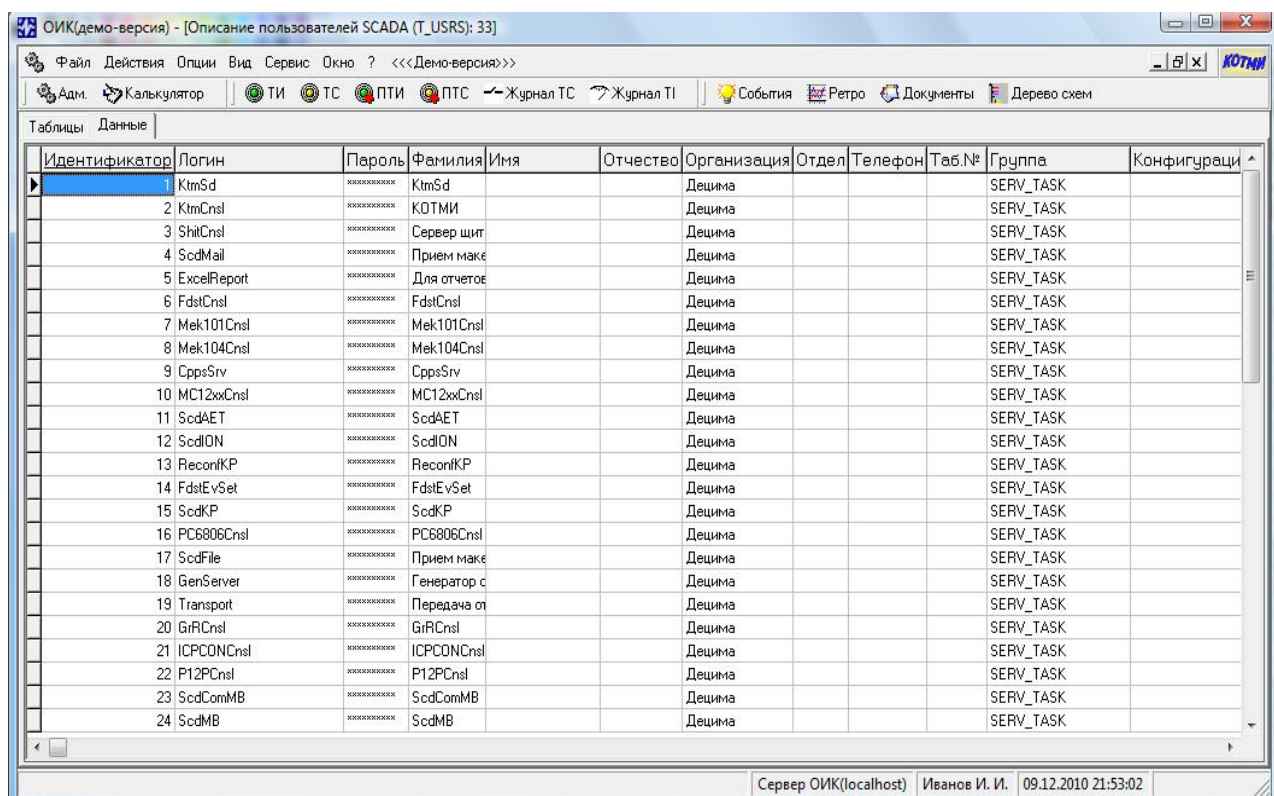 ОИК(демо-версия) - [Описание пользователей SCADA (T_USRS): 33]
Файл Действия Опции Вид Сервис Окно ? <<<Демо-версия>>> КОТМИ
Адм. Калькулятор ТИ ТС ПТИ ПТС Журнал ТС Журнал TI События Ретро Документы Дерево схем
Таблицы Данные
Идентификатор Логин Пароль Фамилия Имя Отчество Организация Отдел Телефон Таб.№ Группа Конфигураци
1 KtmSd ********** KtmSd Децима SERV_TASK
2 KtmCnsl ********** КОТМИ Децима SERV_TASK
3 ShitCnsl ********** Сервер щит Децима SERV_TASK
4 ScdMail ********** Прием маке Децима SERV_TASK
5 ExcelReport ********** Для отчетов Децима SERV_TASK
6 FdstCnsl ********** FdstCnsl Децима SERV_TASK
7 Mek101Cnsl ********** Mek101Cnsl Децима SERV_TASK
8 Mek104Cnsl ********** Mek104Cnsl Децима SERV_TASK
9 CppsSrv ********** CppsSrv Децима SERV_TASK
10 MC12xxCnsl ********** MC12xxCnsl Децима SERV_TASK
11 ScdAET ********** ScdAET Децима SERV_TASK
12 ScdION ********** ScdION Децима SERV_TASK
13 ReconfKP ********** ReconfKP Децима SERV_TASK
14 FdstEvSet ********** FdstEvSet Децима SERV_TASK
15 ScdKP ********** ScdKP Децима SERV_TASK
16 PC6806Cnsl ********** PC6806Cnsl Децима SERV_TASK
17 ScdFile ********** Прием маке Децима SERV_TASK
18 GenServer ********** Генератор о Децима SERV_TASK
19 Transport ********** Передача от Децима SERV_TASK
20 GrRCnsl ********** GrRCnsl Децима SERV_TASK
21 ICPCONCnsl ********** ICPCONCnsl Децима SERV_TASK
22 P12PCnsl ********** P12PCnsl Децима SERV_TASK
23 ScdComMB ********** ScdComMB Децима SERV_TASK
24 ScdMB ********** ScdMB Децима SERV_TASK
Сервер ОИК(localhost) Иванов И. И. 09.12.2010 21:53:02